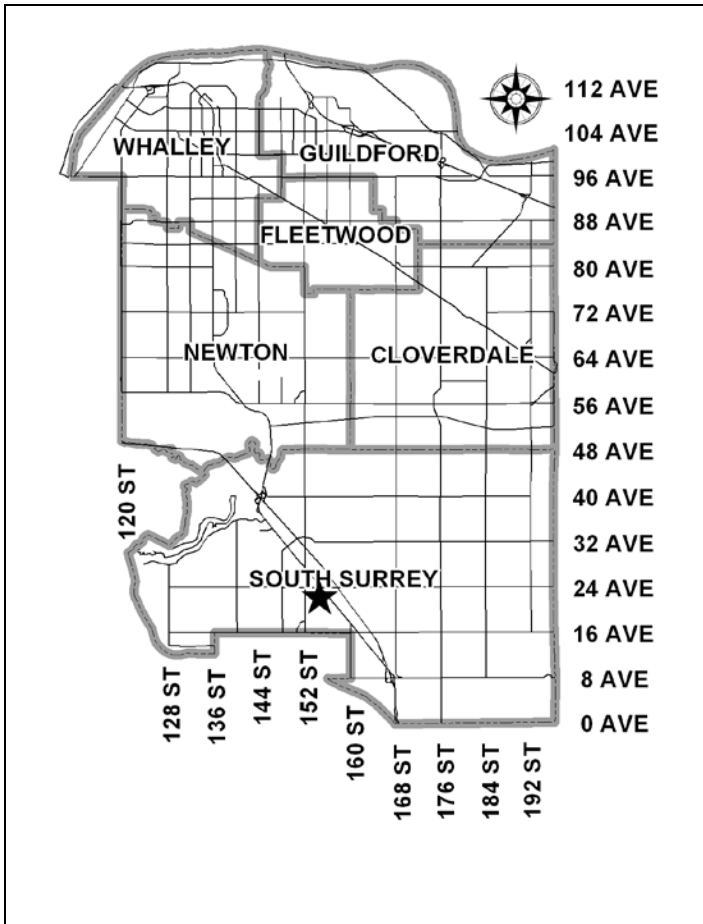 112 AVE
104 AVE
WHALLEY
GUILDFORD
96 AVE
88 AVE
FLEETWOOD
80 AVE
72 AVE
NEWTON
CLOVERDALE
64 AVE
56 AVE
48 AVE
120 ST
40 AVE
32 AVE
SOUTH SURREY
24 AVE
16 AVE
8 AVE
0 AVE
128 ST
136 ST
144 ST
152 ST
160 ST
168 ST
176 ST
184 ST
192 ST